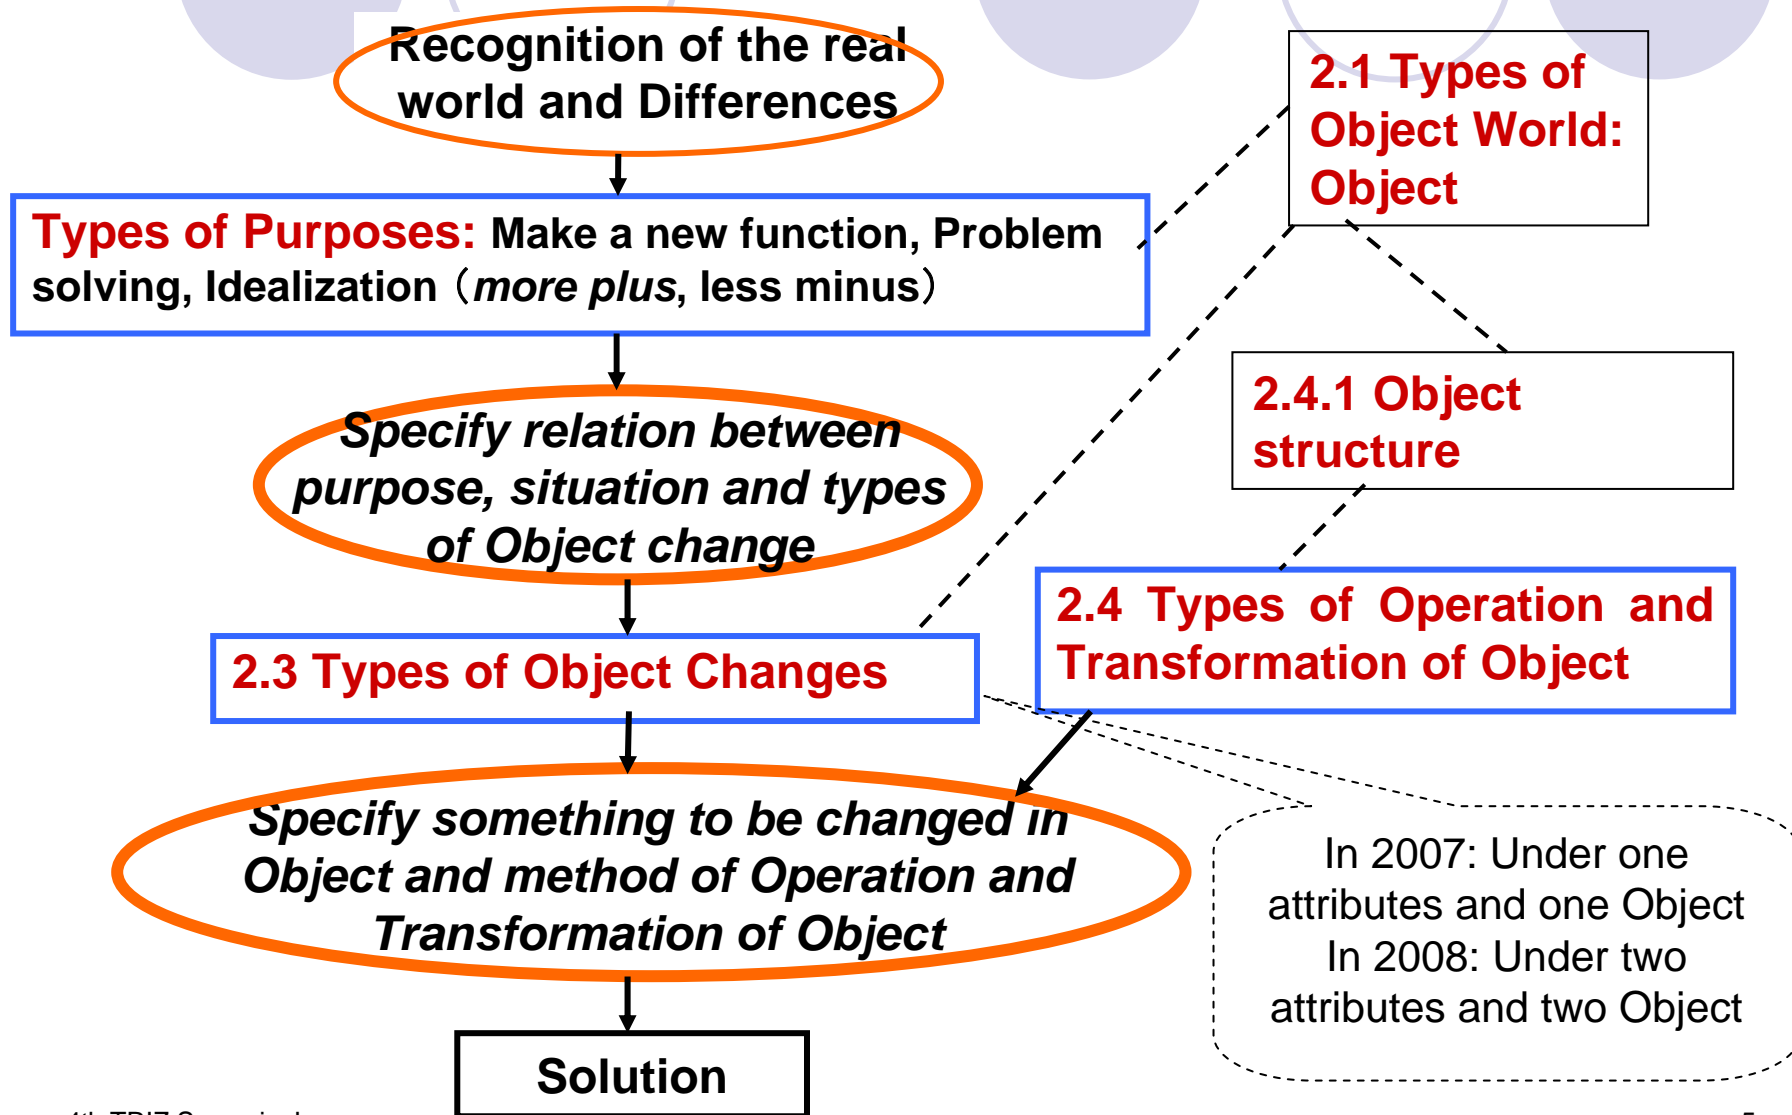 Recognition of the real
world and Differences
2.1 Types of
Object World:
Object
Types of Purposes: Make a new function, Problem
solving, Idealization（more plus, less minus）
Specify relation between
purpose, situation and types
of Object change
2.4.1 Object
structure
2.3 Types of Object Changes
2.4 Types of Operation and
Transformation of Object
Specify something to be changed in
Object and method of Operation and
Transformation of Object
In 2007: Under one
attributes and one Object
In 2008: Under two
attributes and two Object
Solution